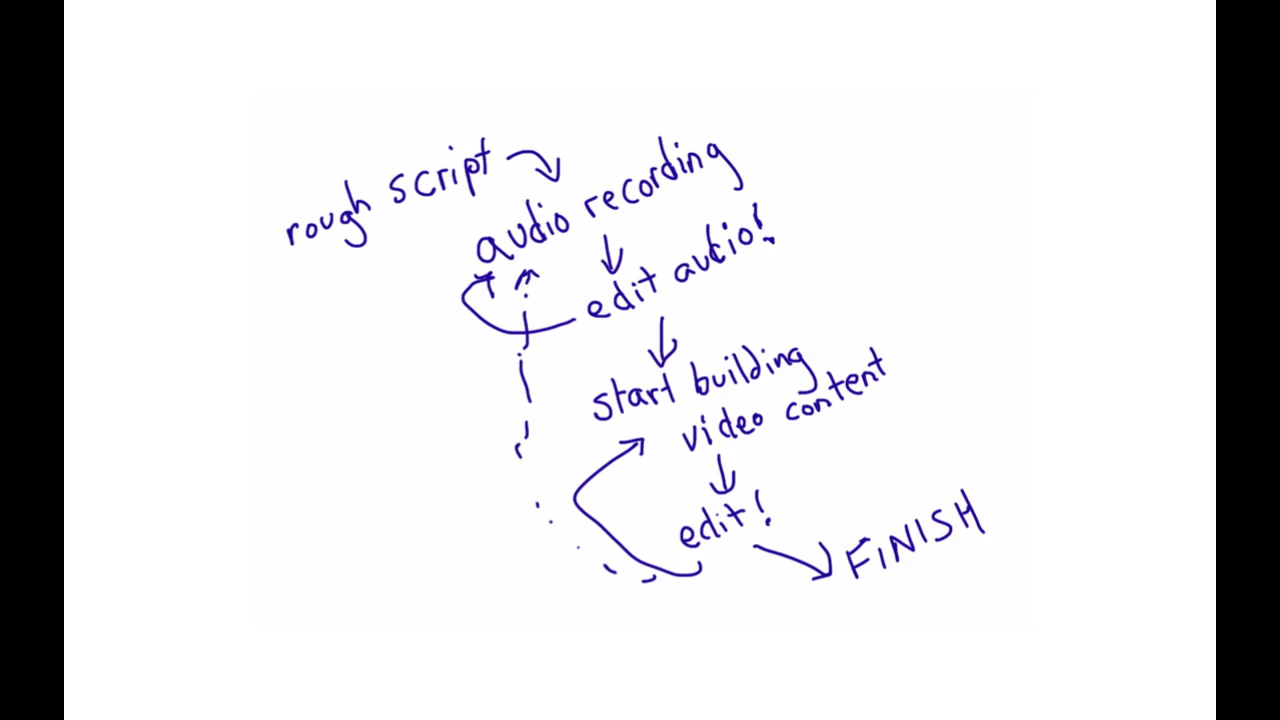 rough script
audio recording
edit audio!
start building
video content
edit!
FINISH